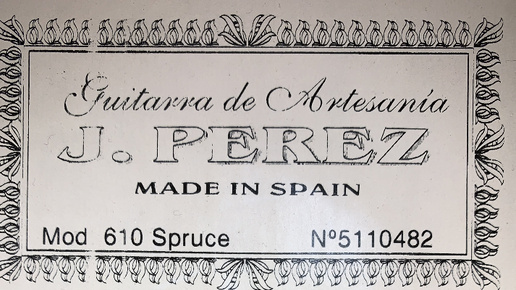 Guitarra de Artesanía
J. PEREZ
MADE IN SPAIN
Mod 610 Spruce Nº5110482